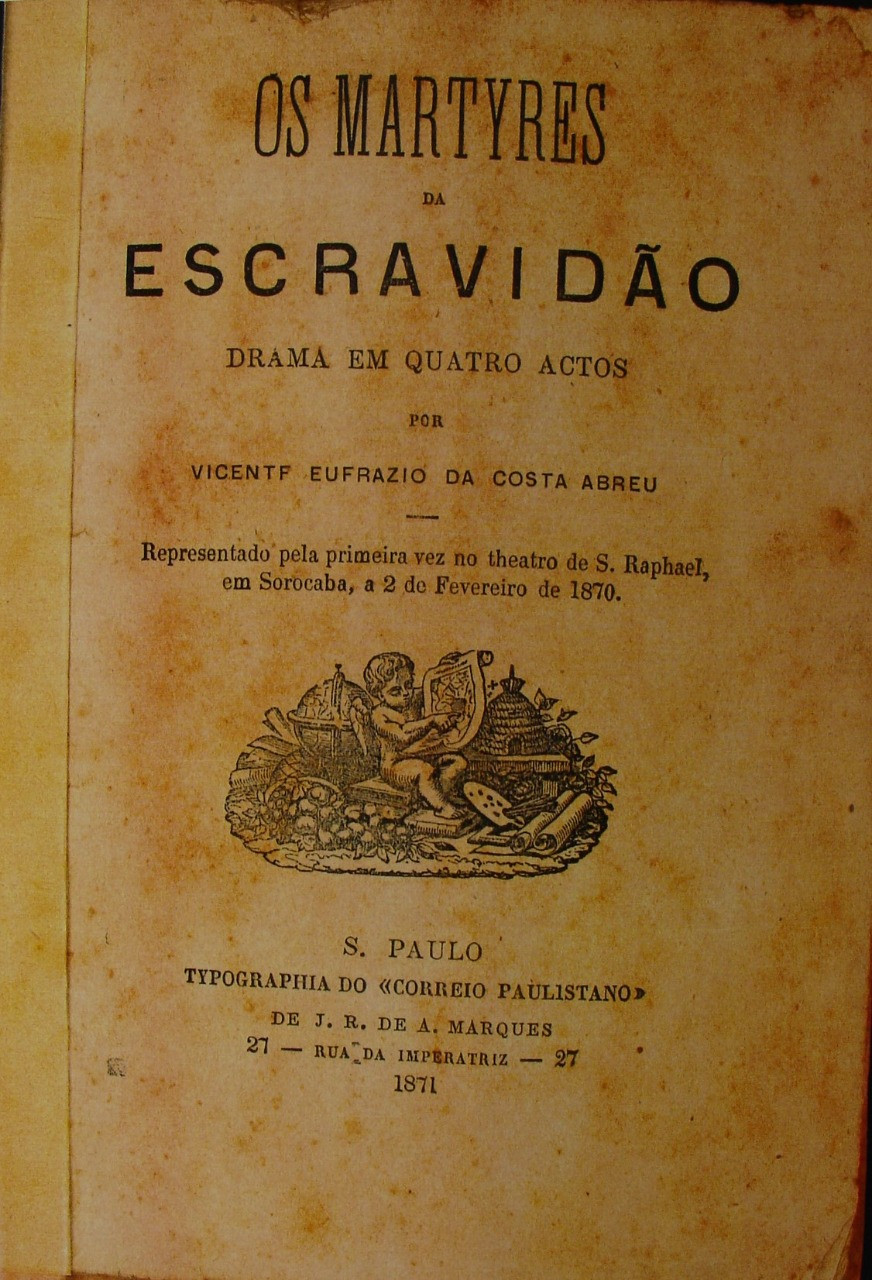 OS MARTYRES
DA
ESCRAVIDÃO
DRAMA EM QUATRO ACTOS
POR
VICENTE EUFRAZIO DA COSTA ABREU
Representado pela primeira vez no theatro de S. Raphael,
em Sorocaba, a 2 de Fevereiro de 1870.
S. PAULO
TYPOGRAPHIA DO «CORREIO PAUL1STANO»
DE J. R. DE A. MARQUES
27 — RUA DA IMPERATRIZ — 27
1871